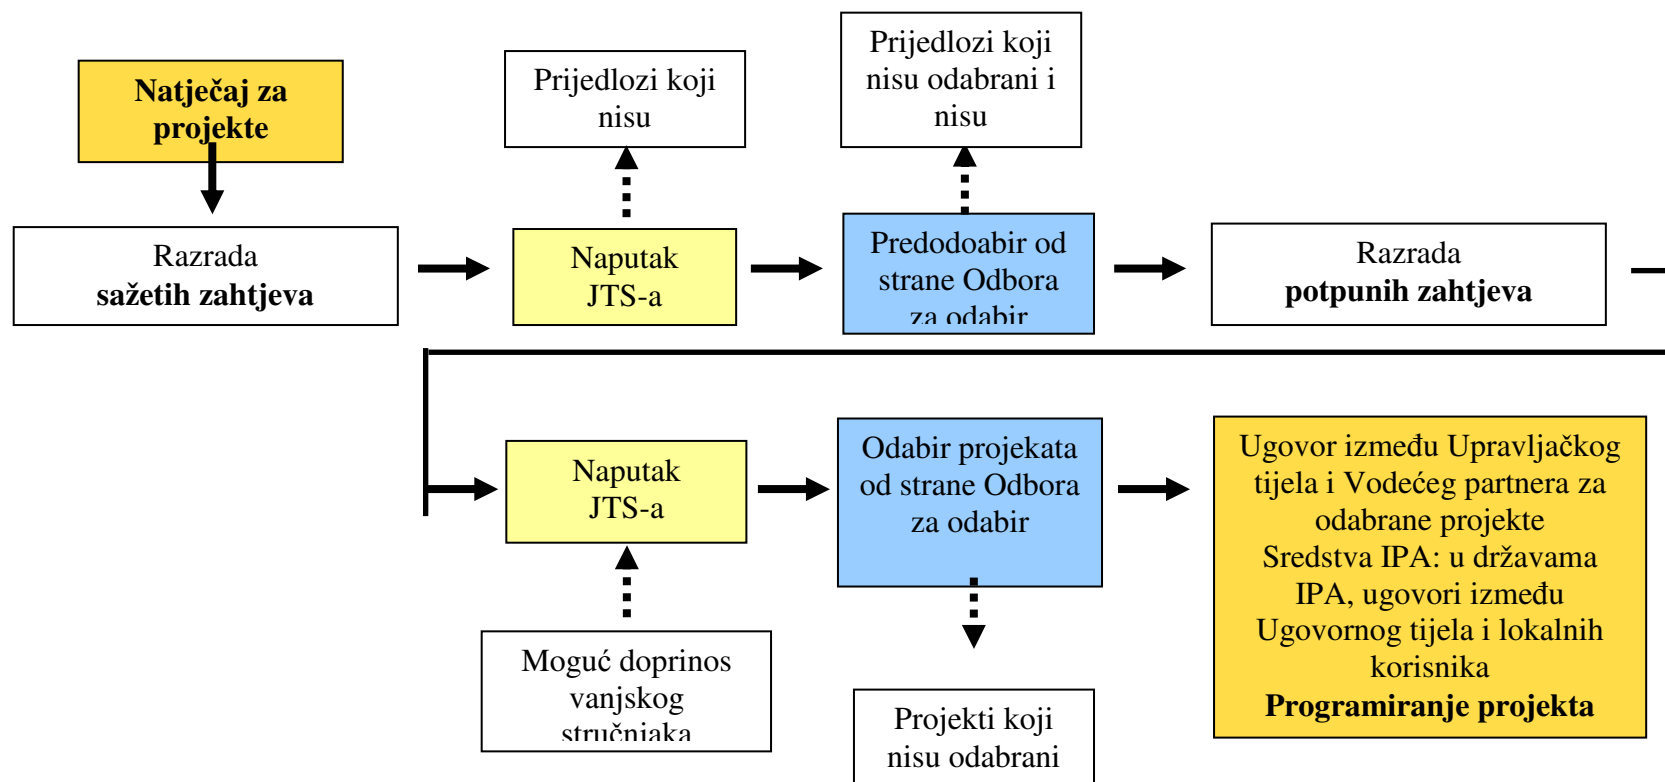 Natječaj za
projekte
Prijedlozi koji
nisu
Prijedlozi koji
nisu odabrani i
nisu
Razrada
sažetih zahtjeva
Naputak
JTS-a
Predodoabir od
strane Odbora
za odabir
Razrada
potpunih zahtjeva
Naputak
JTS-a
Odabir projekata
od strane Odbora
za odabir
Ugovor između Upravljačkog
tijela i Vodećeg partnera za
odabrane projekte
Sredstva IPA: u državama
IPA, ugovori između
Ugovornog tijela i lokalnih
korisnika
Programiranje projekta
Moguć doprinos
vanjskog
stručnjaka
Projekti koji
nisu odabrani